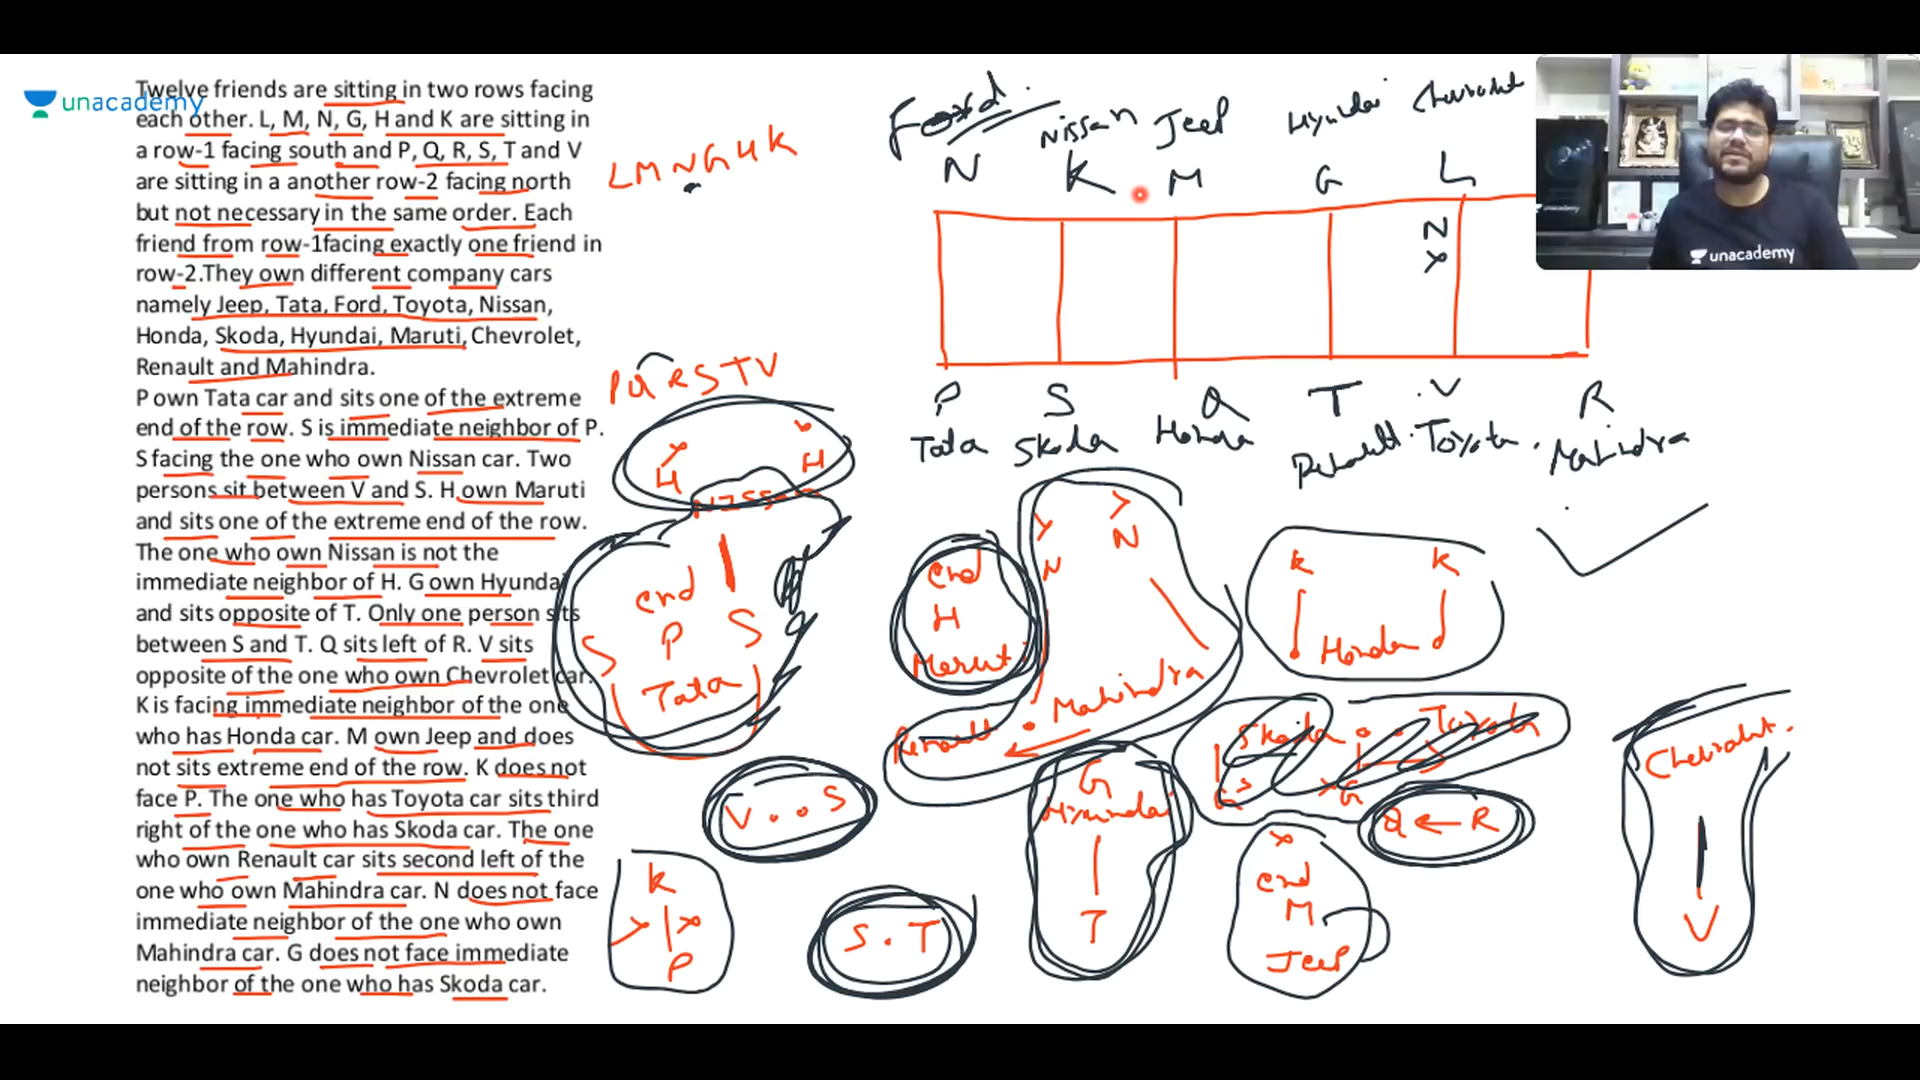 Twelve friends are sitting in two rows facing
each other. L, M, N, G, H and K are sitting in
a row-1 facing south and P, Q, R, S, T and V
are sitting in a another row-2 facing north
but not necessary in the same order. Each
friend from row-1facing exactly one friend in
row-2.They own different company cars
namely Jeep, Tata, Ford, Toyota, Nissan,
Honda, Skoda, Hyundai, Maruti, Chevrolet,
Renault and Mahindra.
P own Tata car and sits one of the extreme
end of the row. S is immediate neighbor of P.
S facing the one who own Nissan car. Two
persons sit between V and S. H own Maruti
and sits one of the extreme end of the row.
The one who own Nissan is not the
immediate neighbor of H. G own Hyundai
and sits opposite of T. Only one person sits
between S and T. Q sits left of R. V sits
opposite of the one who own Chevrolet car.
K is facing immediate neighbor of the one
who has Honda car. M own Jeep and does
not sits extreme end of the row. K does not
face P. The one who has Toyota car sits third
right of the one who has Skoda car. The one
who own Renault car sits second left of the
one who own Mahindra car. N does not face
immediate neighbor of the one who own
Mahindra car. G does not face immediate
neighbor of the one who has Skoda car.
unacademy
unacademy
L M N G H K
P Q R S T V
Ford. Nissan Jeep Hyundai Chevrolet
N K M G L
N
P S Q T V R
Tata Skoda Honda Renault Toyota Mahindra
H H
Nissan
end
S P S
Tata
end
H
Maruti
N N
Renault Mahindra
K K
Honda
V . . S
K
P
S . T
G
Hyundai
T
Skoda . . Toyota
G G
Q ← R
end
M
Jeep
Chevrolet.
V